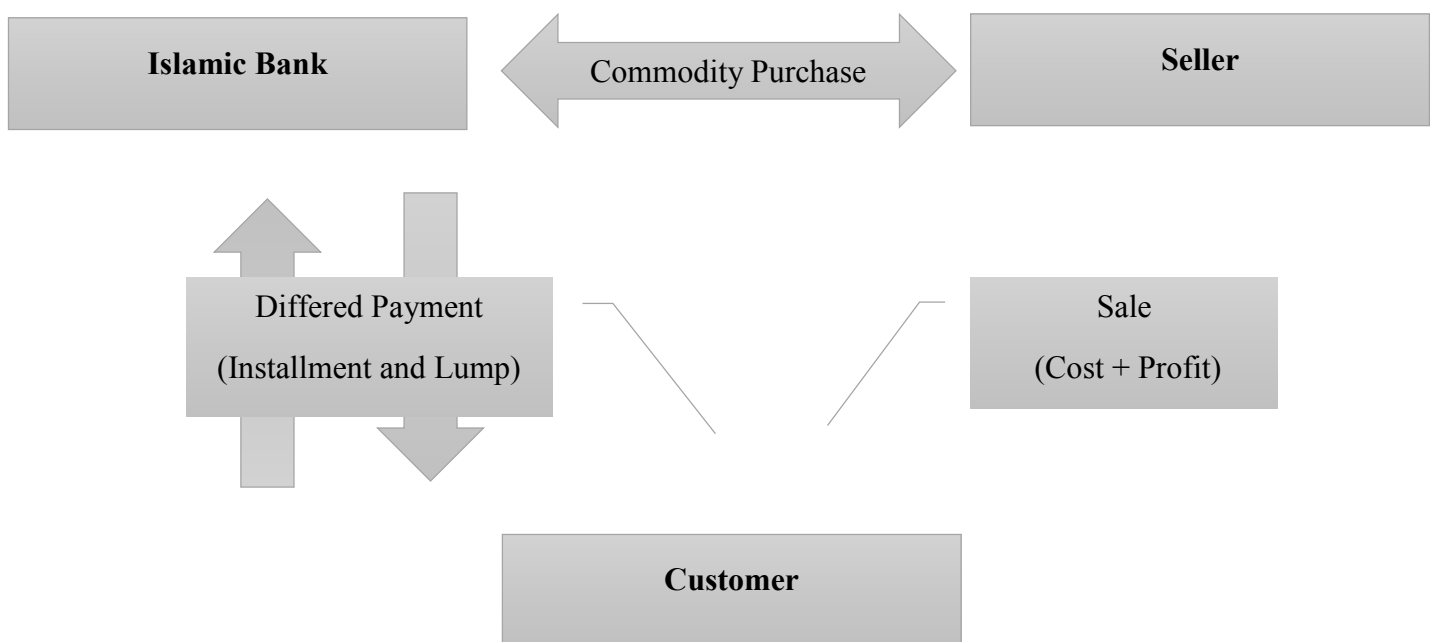 Islamic Bank
Commodity Purchase
Seller
Differed Payment
(Installment and Lump)
Sale
(Cost + Profit)
Customer